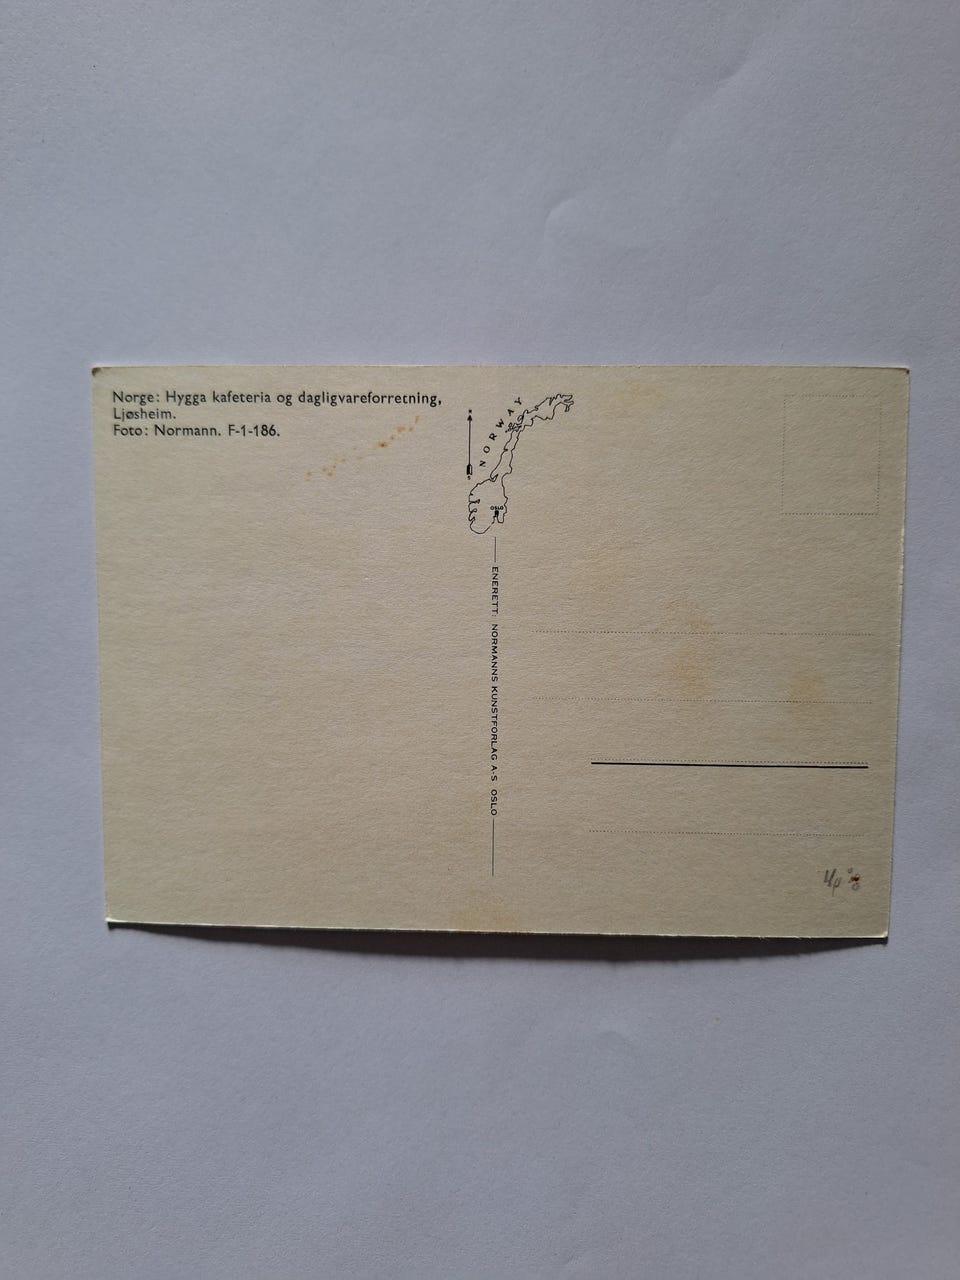 Norge: Hygga kafeteria og dagligvareforretning,
Ljøsheim.
Foto: Normann. F-1-186.
NORWAY
OSLO
ENERETT: NORMANNS KUNSTFORLAG A-S OSLO